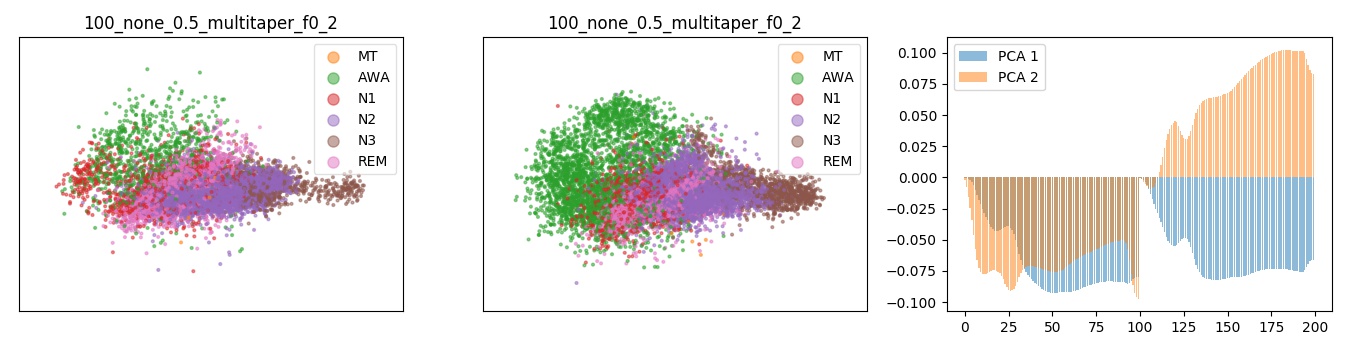 100_none_0.5_multitaper_f0_2
MT
AWA
N1
N2
N3
REM
100_none_0.5_multitaper_f0_2
MT
AWA
N1
N2
N3
REM
PCA 1
PCA 2
0.100
0.075
0.050
0.025
0.000
−0.025
−0.050
−0.075
−0.100
0 25 50 75 100 125 150 175 200